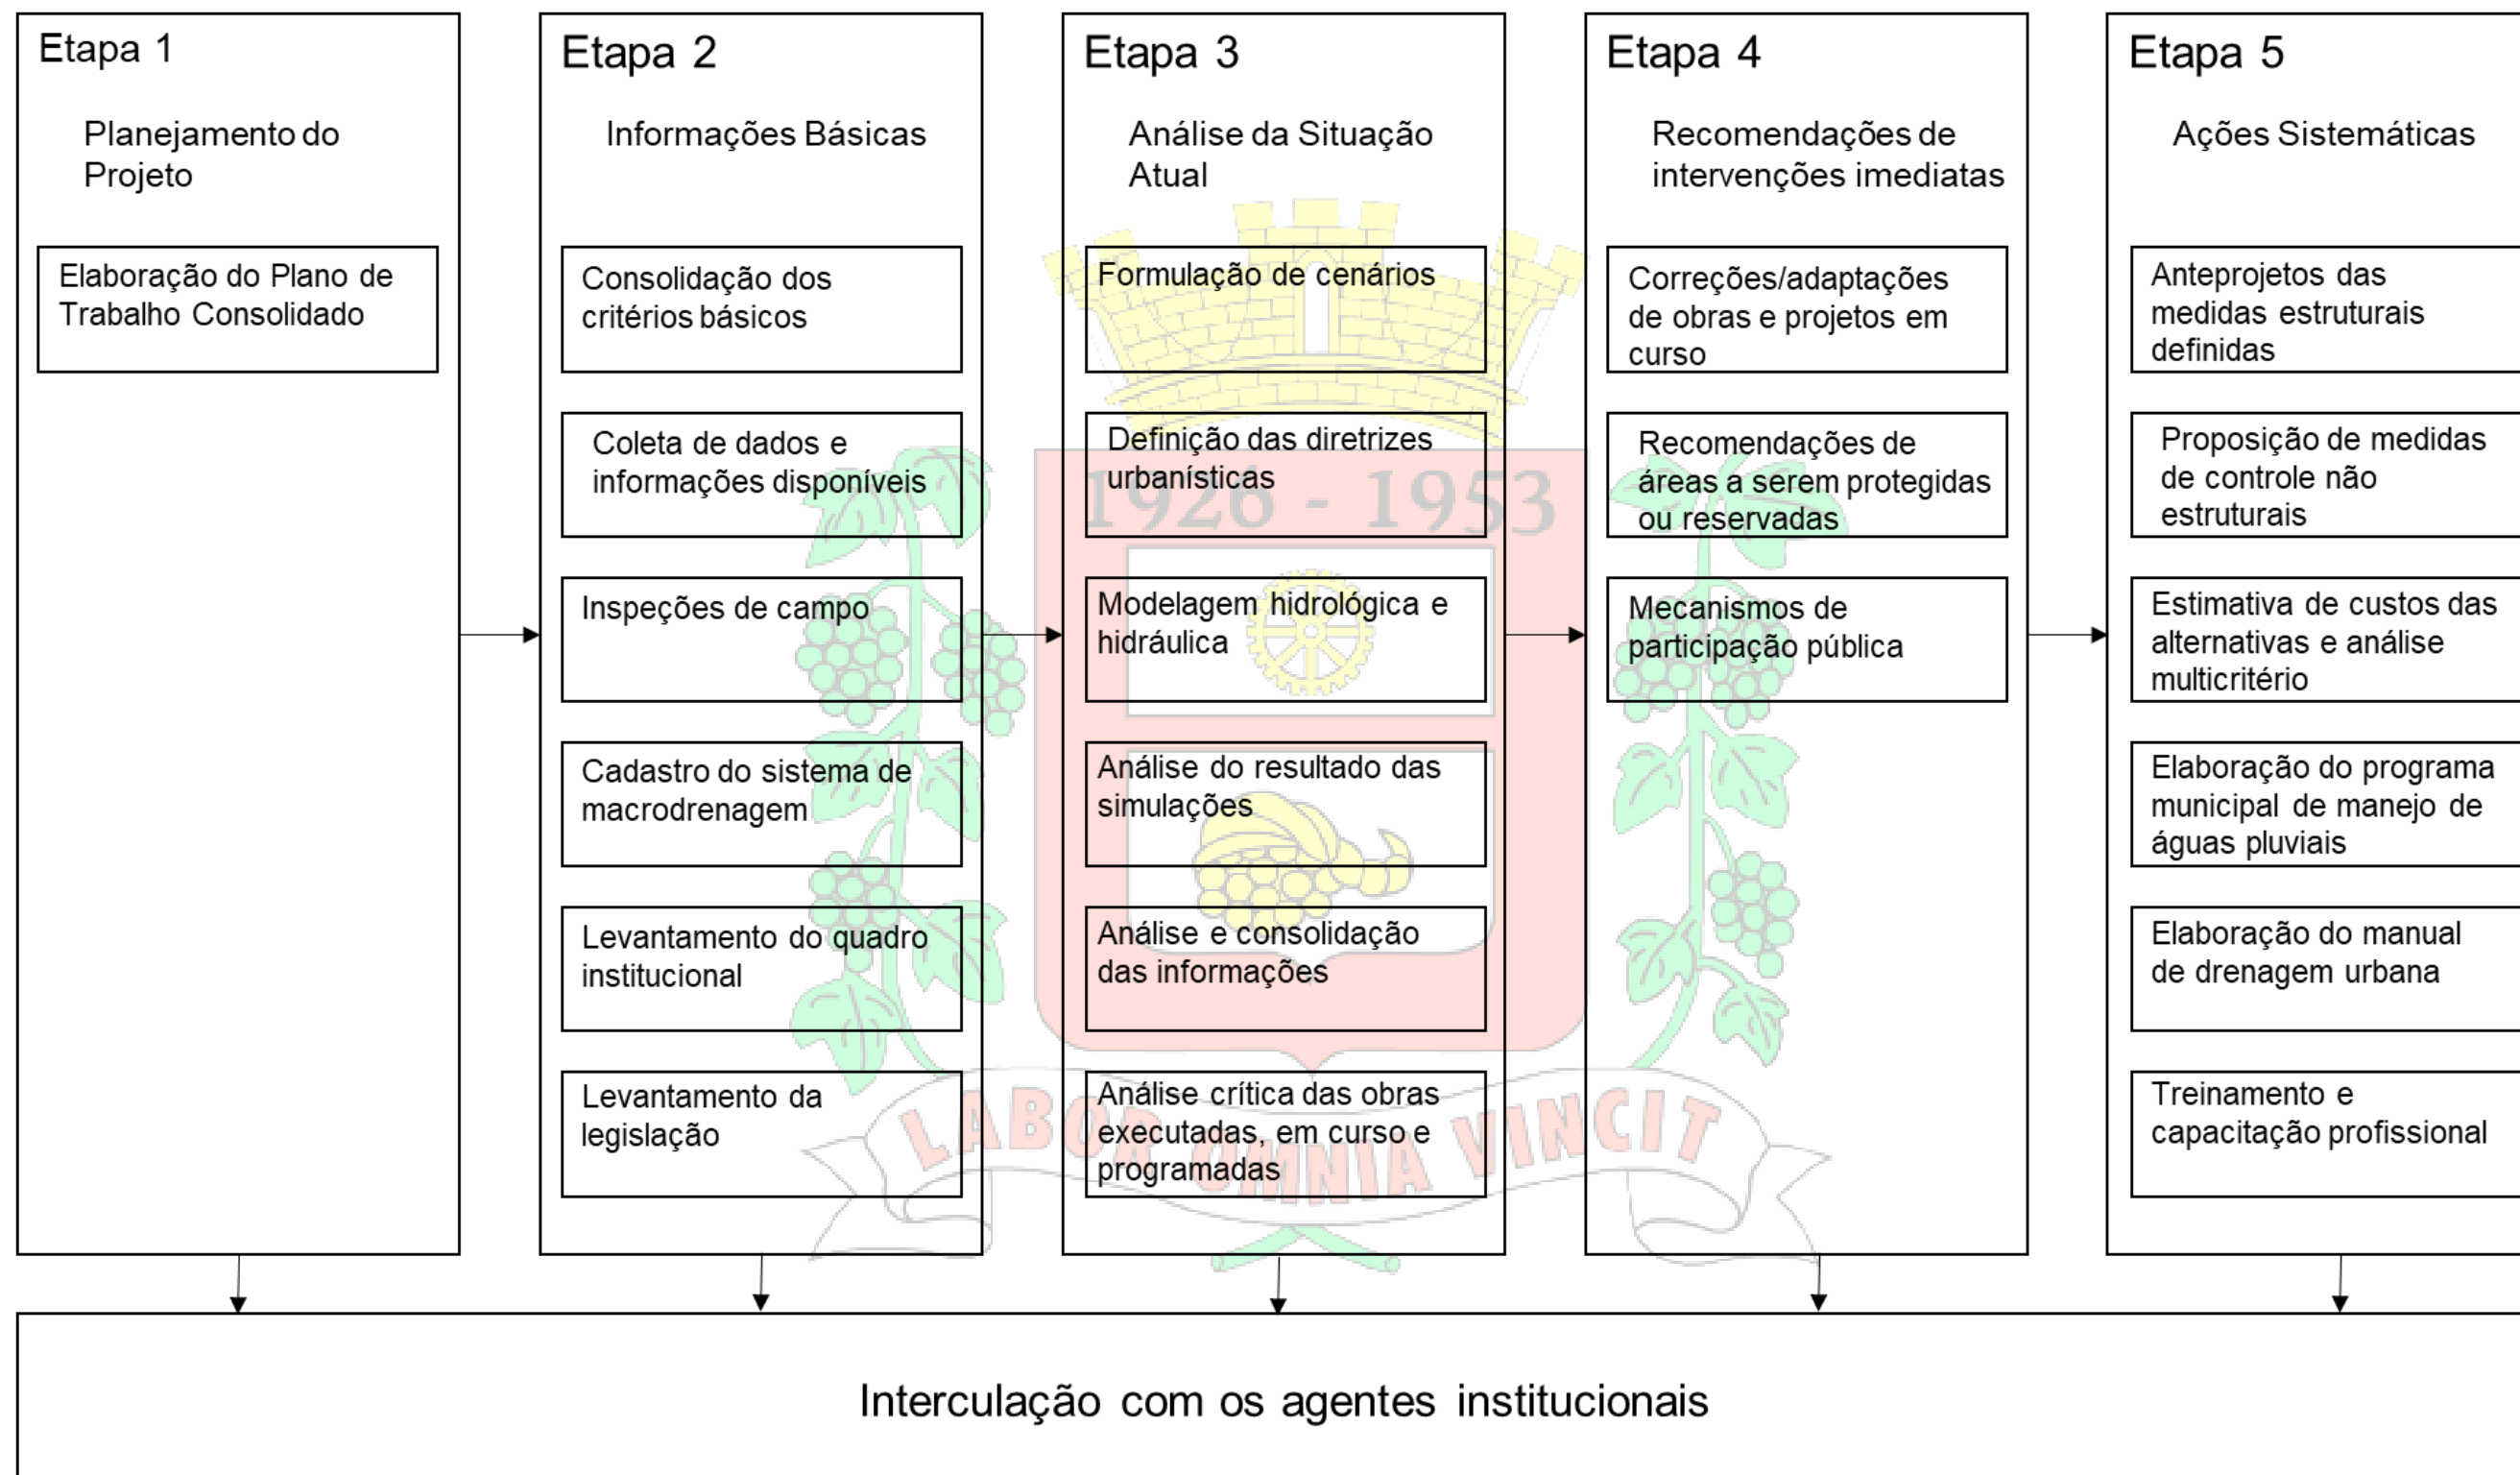 Etapa 1
Planejamento do
Projeto
Elaboração do Plano de
Trabalho Consolidado
Etapa 2
Informações Básicas
Consolidação dos
critérios básicos
Coleta de dados e
informações disponíveis
Inspeções de campo
Cadastro do sistema de
macrodrenagem
Levantamento do quadro
institucional
Levantamento da
legislação
Etapa 3
Análise da Situação
Atual
Formulação de cenários
Definição das diretrizes
urbanísticas
Modelagem hidrológica e
hidráulica
Análise do resultado das
simulações
Análise e consolidação
das informações
Análise crítica das obras
executadas, em curso e
programadas
Etapa 4
Recomendações de
intervenções imediatas
Correções/adaptações
de obras e projetos em
curso
Recomendações de
áreas a serem protegidas
ou reservadas
Mecanismos de
participação pública
Etapa 5
Ações Sistemáticas
Anteprojetos das
medidas estruturais
definidas
Proposição de medidas
de controle não
estruturais
Estimativa de custos das
alternativas e análise
multicritério
Elaboração do programa
municipal de manejo de
águas pluviais
Elaboração do manual
de drenagem urbana
Treinamento e
capacitação profissional
Interculação com os agentes institucionais
1926 - 1953
LABOR OMNIA VINCIT